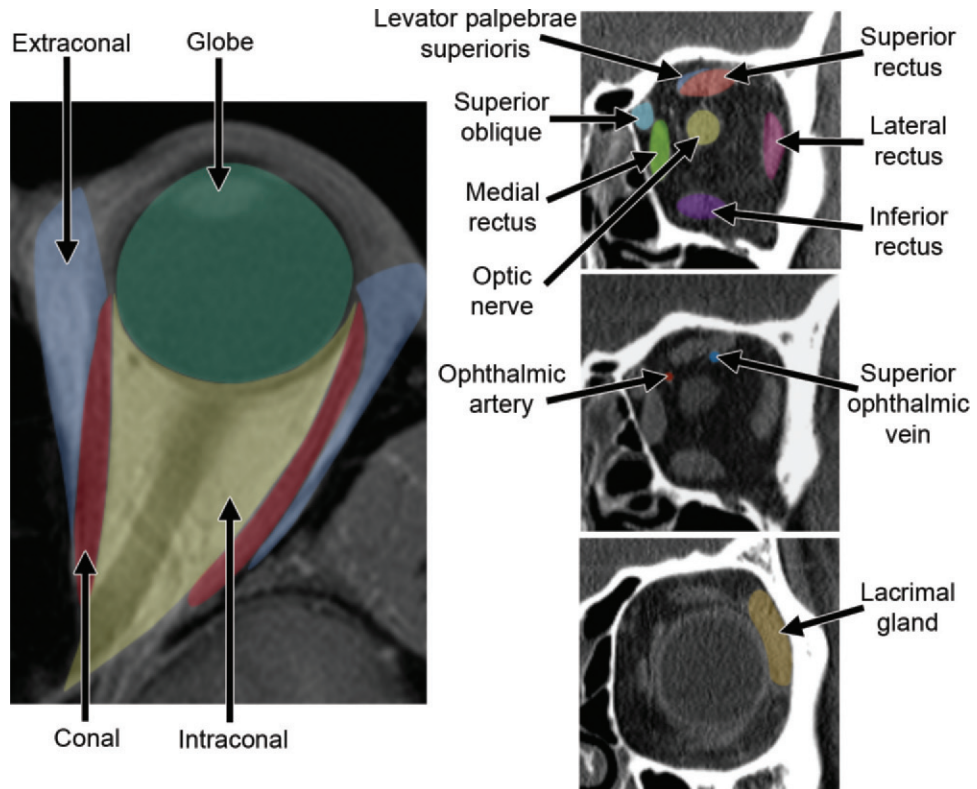 Extraconal
Globe
Conal
Intraconal
Levator palpebrae
superioris
Superior
rectus
Superior
oblique
Lateral
rectus
Medial
rectus
Inferior
rectus
Optic
nerve
Ophthalmic
artery
Superior
ophthalmic
vein
Lacrimal
gland